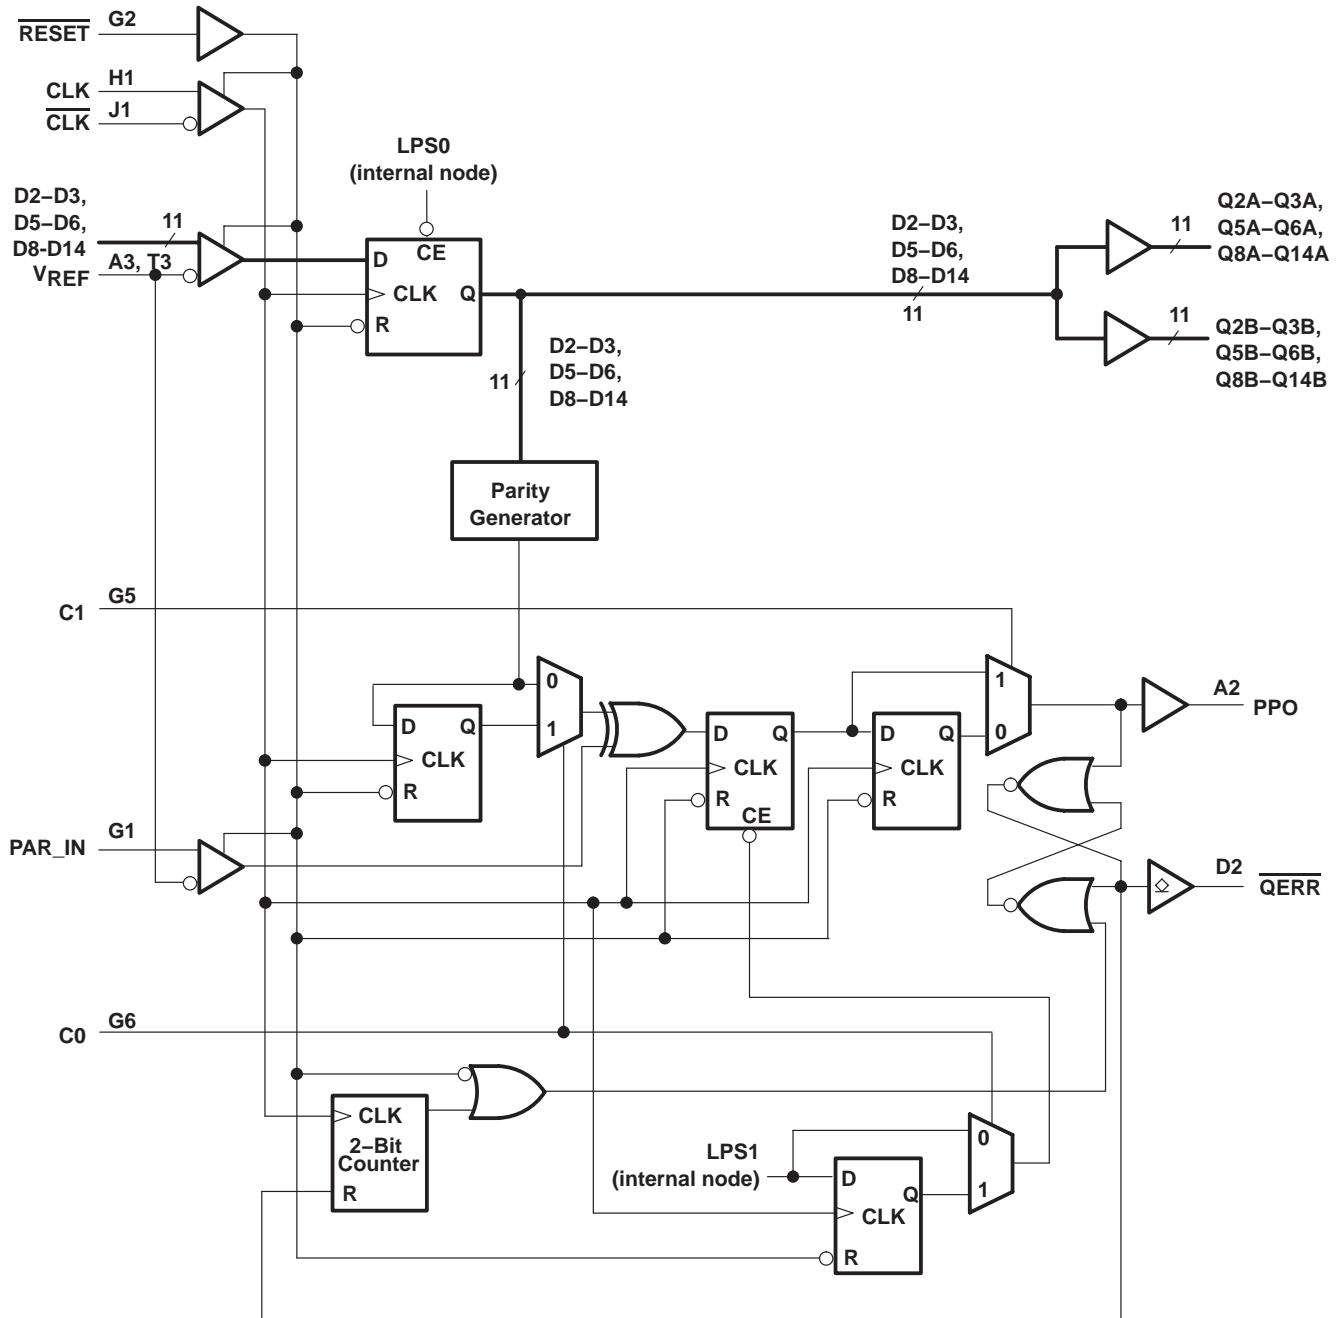 RESET G2
CLK H1
CLK J1
LPS0
(internal node)
D2–D3,
D5–D6,
D8-D14
11
VREF A3, T3
D
CE
CLK
Q
R
D2–D3,
D5–D6,
D8–D14
11
11
Q2A–Q3A,
Q5A–Q6A,
Q8A–Q14A
11
Q2B–Q3B,
Q5B–Q6B,
Q8B–Q14B
11
D2–D3,
D5–D6,
D8–D14
Parity
Generator
C1 G5
0
1
D
Q
CLK
R
D
Q
CLK
R
CE
D
Q
CLK
R
1
0
A2
PPO
PAR_IN G1
D2
QERR
C0 G6
CLK
2–Bit
Counter
R
LPS1
(internal node)
D
Q
CLK
R
0
1